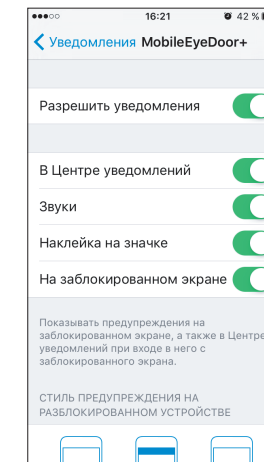 16:21 42 %
Уведомления MobileEyeDoor+
Разрешить уведомления
В Центре уведомлений
Звуки
Наклейка на значке
На заблокированном экране
Показывать предупреждения на
заблокированном экране, а также в Центре
уведомлений при входе в него с
заблокированного экрана.
СТИЛЬ ПРЕДУПРЕЖДЕНИЯ НА
РАЗБЛОКИРОВАННОМ УСТРОЙСТВЕ